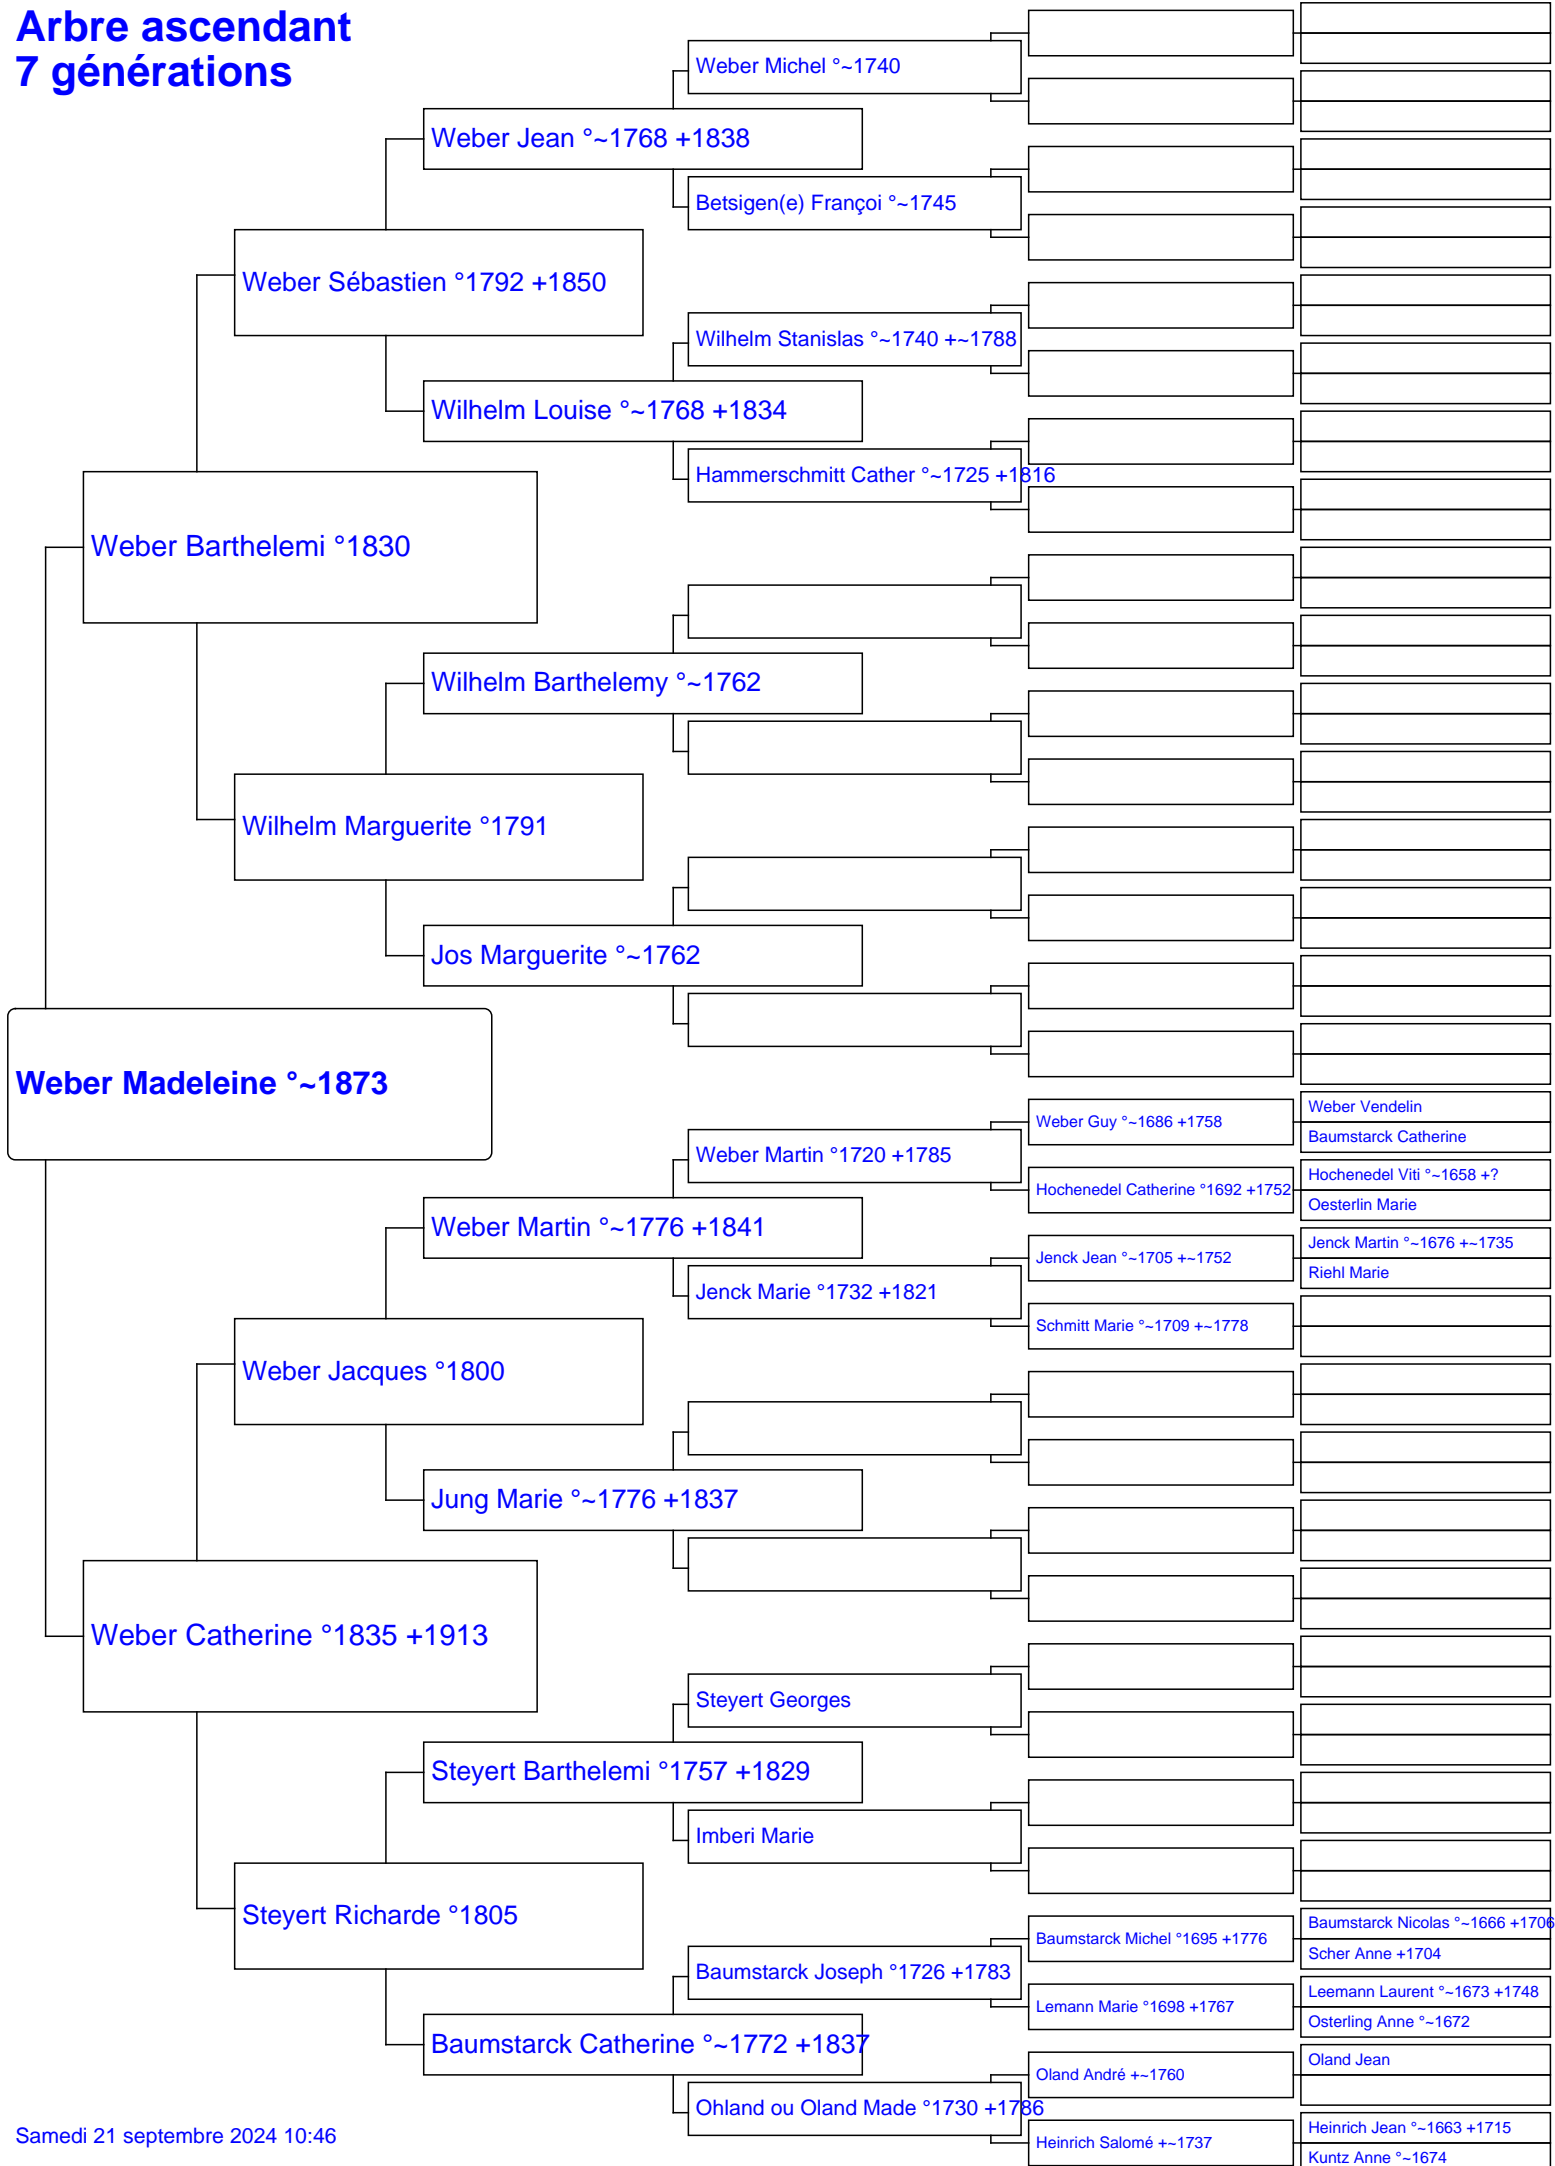 Arbre ascendant
7 générations
Weber Michel °~1740
Weber Jean °~1768 +1838
Betsigen(e) Françoi °~1745
Weber Sébastien °1792 +1850
Wilhelm Stanislas °~1740 +~1788
Wilhelm Louise °~1768 +1834
Hammerschmitt Cather °~1725 +1816
Weber Barthelemi °1830
Wilhelm Barthelemy °~1762
Wilhelm Marguerite °1791
Jos Marguerite °~1762
Weber Madeleine °~1873
Weber Vendelin
Weber Guy °~1686 +1758
Baumstarck Catherine
Weber Martin °1720 +1785
Hochenedel Viti °~1658 +?
Hochenedel Catherine °1692 +1752
Oesterlin Marie
Weber Martin °~1776 +1841
Jenck Martin °~1676 +~1735
Jenck Jean °~1705 +~1752
Riehl Marie
Jenck Marie °1732 +1821
Schmitt Marie °~1709 +~1778
Weber Jacques °1800
Jung Marie °~1776 +1837
Weber Catherine °1835 +1913
Steyert Georges
Steyert Barthelemi °1757 +1829
Imberi Marie
Steyert Richarde °1805
Baumstarck Nicolas °~1666 +1706
Baumstarck Michel °1695 +1776
Scher Anne +1704
Baumstarck Joseph °1726 +1783
Leemann Laurent °~1673 +1748
Lemann Marie °1698 +1767
Osterling Anne °~1672
Baumstarck Catherine °~1772 +1837
Oland Jean
Oland André +~1760
Ohland ou Oland Made °1730 +1786
Heinrich Jean °~1663 +1715
Heinrich Salomé +~1737
Kuntz Anne °~1674
Samedi 21 septembre 2024 10:46